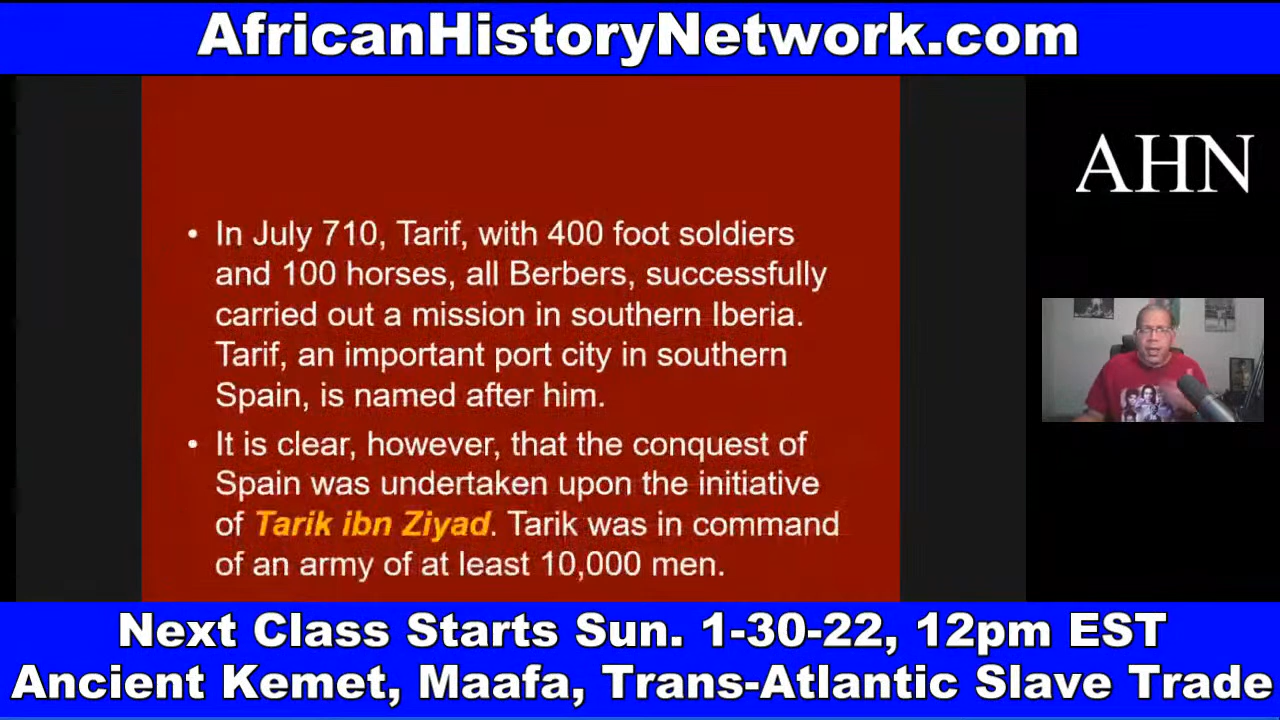 AfricanHistoryNetwork.com
AHN
• In July 710, Tarif, with 400 foot soldiers
and 100 horses, all Berbers, successfully
carried out a mission in southern Iberia.
Tarif, an important port city in southern
Spain, is named after him.
• It is clear, however, that the conquest of
Spain was undertaken upon the initiative
of Tarik ibn Ziyad. Tarik was in command
of an army of at least 10,000 men.
Next Class Starts Sun. 1-30-22, 12pm EST
Ancient Kemet, Maafa, Trans-Atlantic Slave Trade